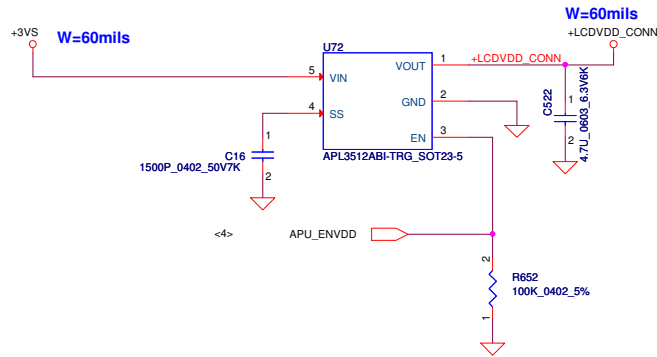 W=60mils
+3VS
W=60mils
+LCDVDD_CONN
U72
5
VIN
VOUT
1
+LCDVDD_CONN
4
SS
GND
2
EN
3
APL3512ABI-TRG_SOT23-5
1
C16
1500P_0402_50V7K
2
C522
1
2
4.7U_0603_6.3V6K
<4>
APU_ENVDD
2
R652
100K_0402_5%
1